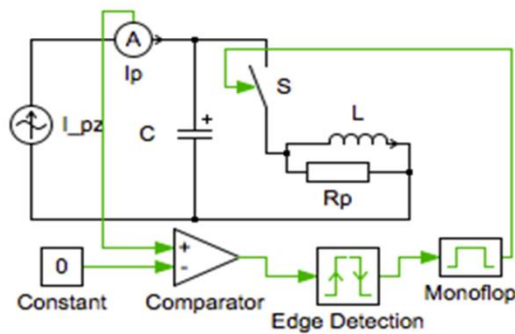 A
Ip
I_pz
C
+
S
L
Rp
0
Constant
+
-
Comparator
Edge Detection
Monoflop